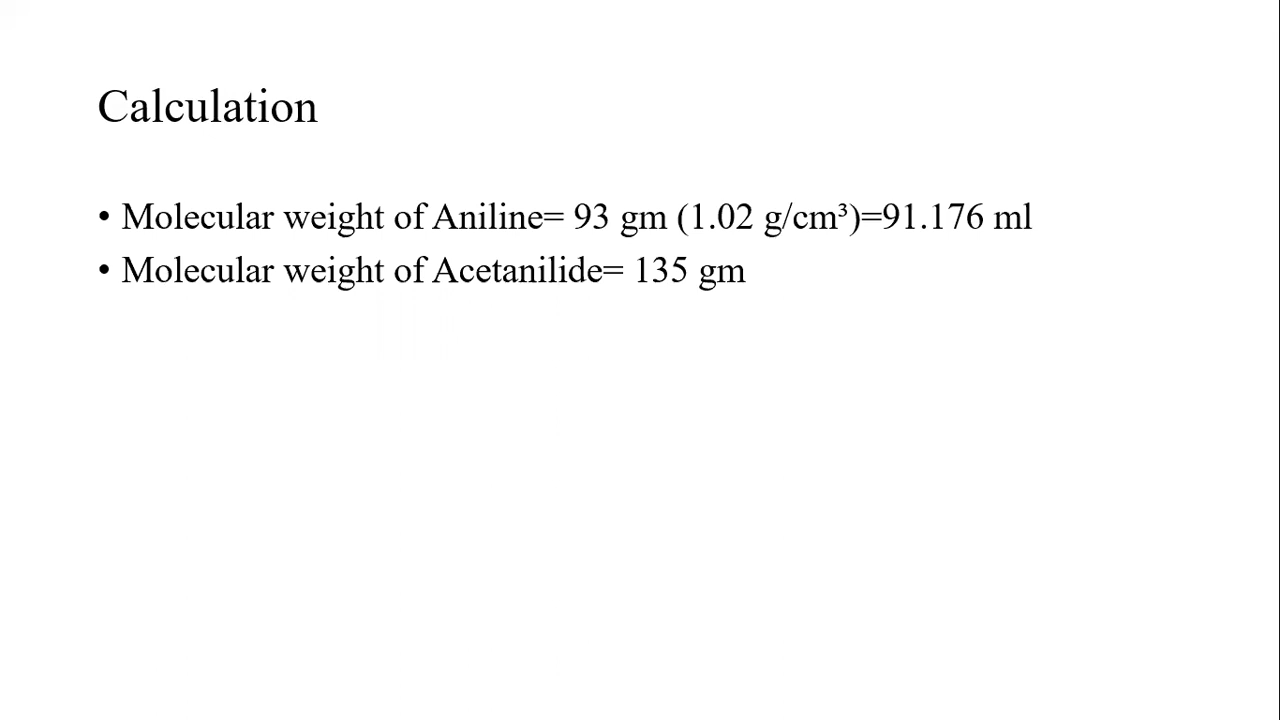 Calculation
• Molecular weight of Aniline= 93 gm (1.02 g/cm³)=91.176 ml
• Molecular weight of Acetanilide= 135 gm